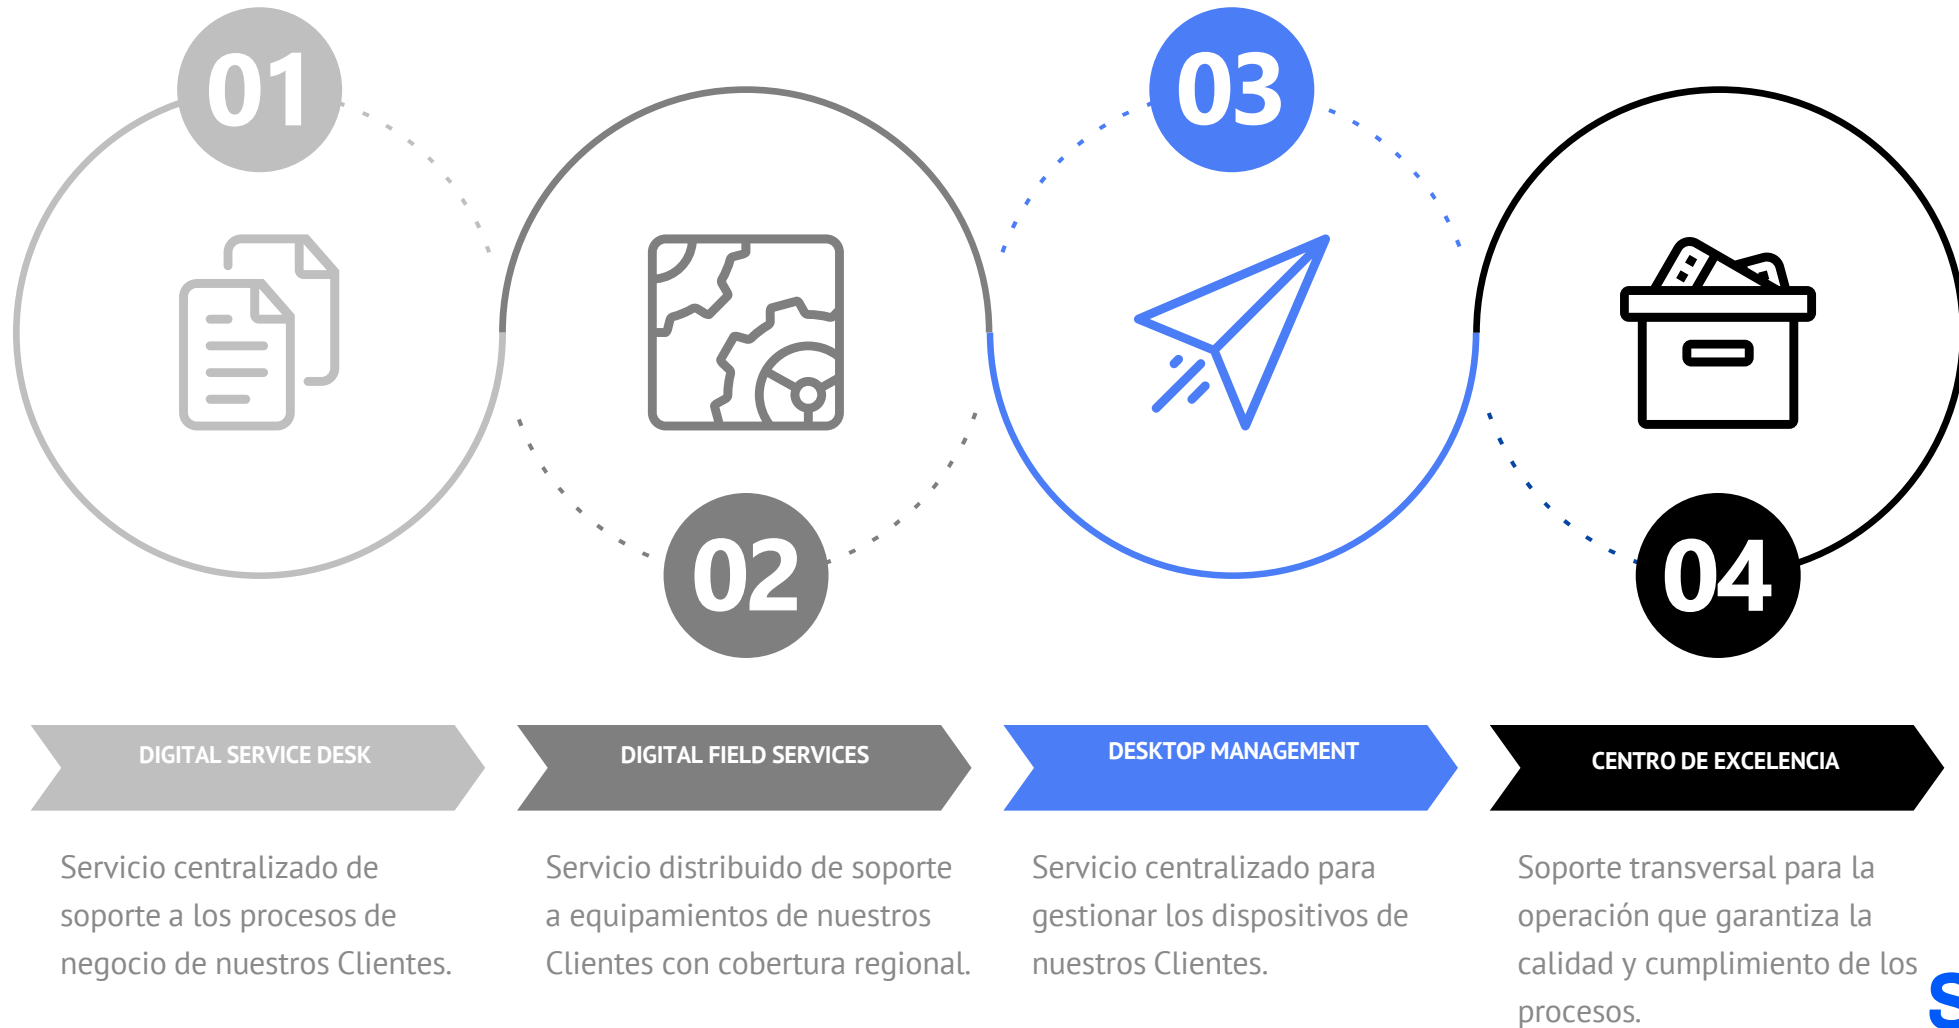 01
02
03
04
DIGITAL SERVICE DESK
Servicio centralizado de
soporte a los procesos de
negocio de nuestros Clientes.
DIGITAL FIELD SERVICES
Servicio distribuido de soporte
a equipamientos de nuestros
Clientes con cobertura regional.
DESKTOP MANAGEMENT
Servicio centralizado para
gestionar los dispositivos de
nuestros Clientes.
CENTRO DE EXCELENCIA
Soporte transversal para la
operación que garantiza la
calidad y cumplimiento de los
procesos.